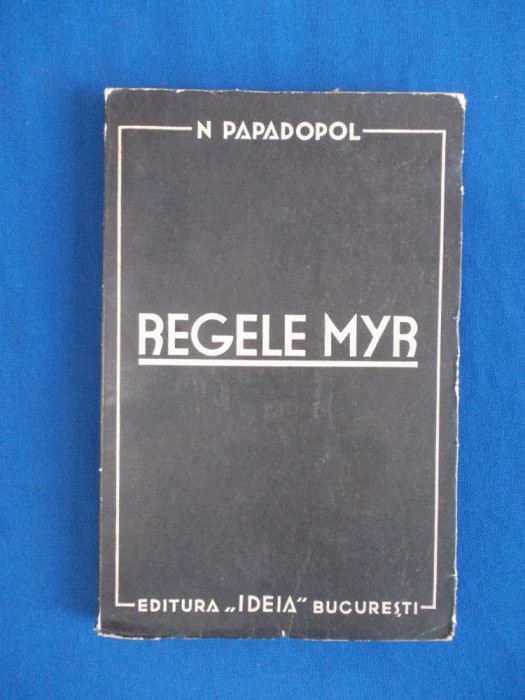 N PAPADOPOL
REGELE MYR
EDITURA „IDEIA“ BUCUREȘTI